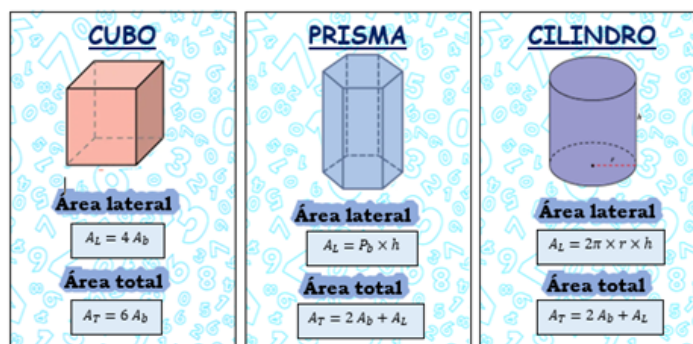 CUBO
Área lateral
A_L = 4 A_b
Área total
A_T = 6 A_b
PRISMA
Área lateral
A_L = P_b × h
Área total
A_T = 2 A_b + A_L
CILINDRO
h
r
Área lateral
A_L = 2π × r × h
Área total
A_T = 2 A_b + A_L